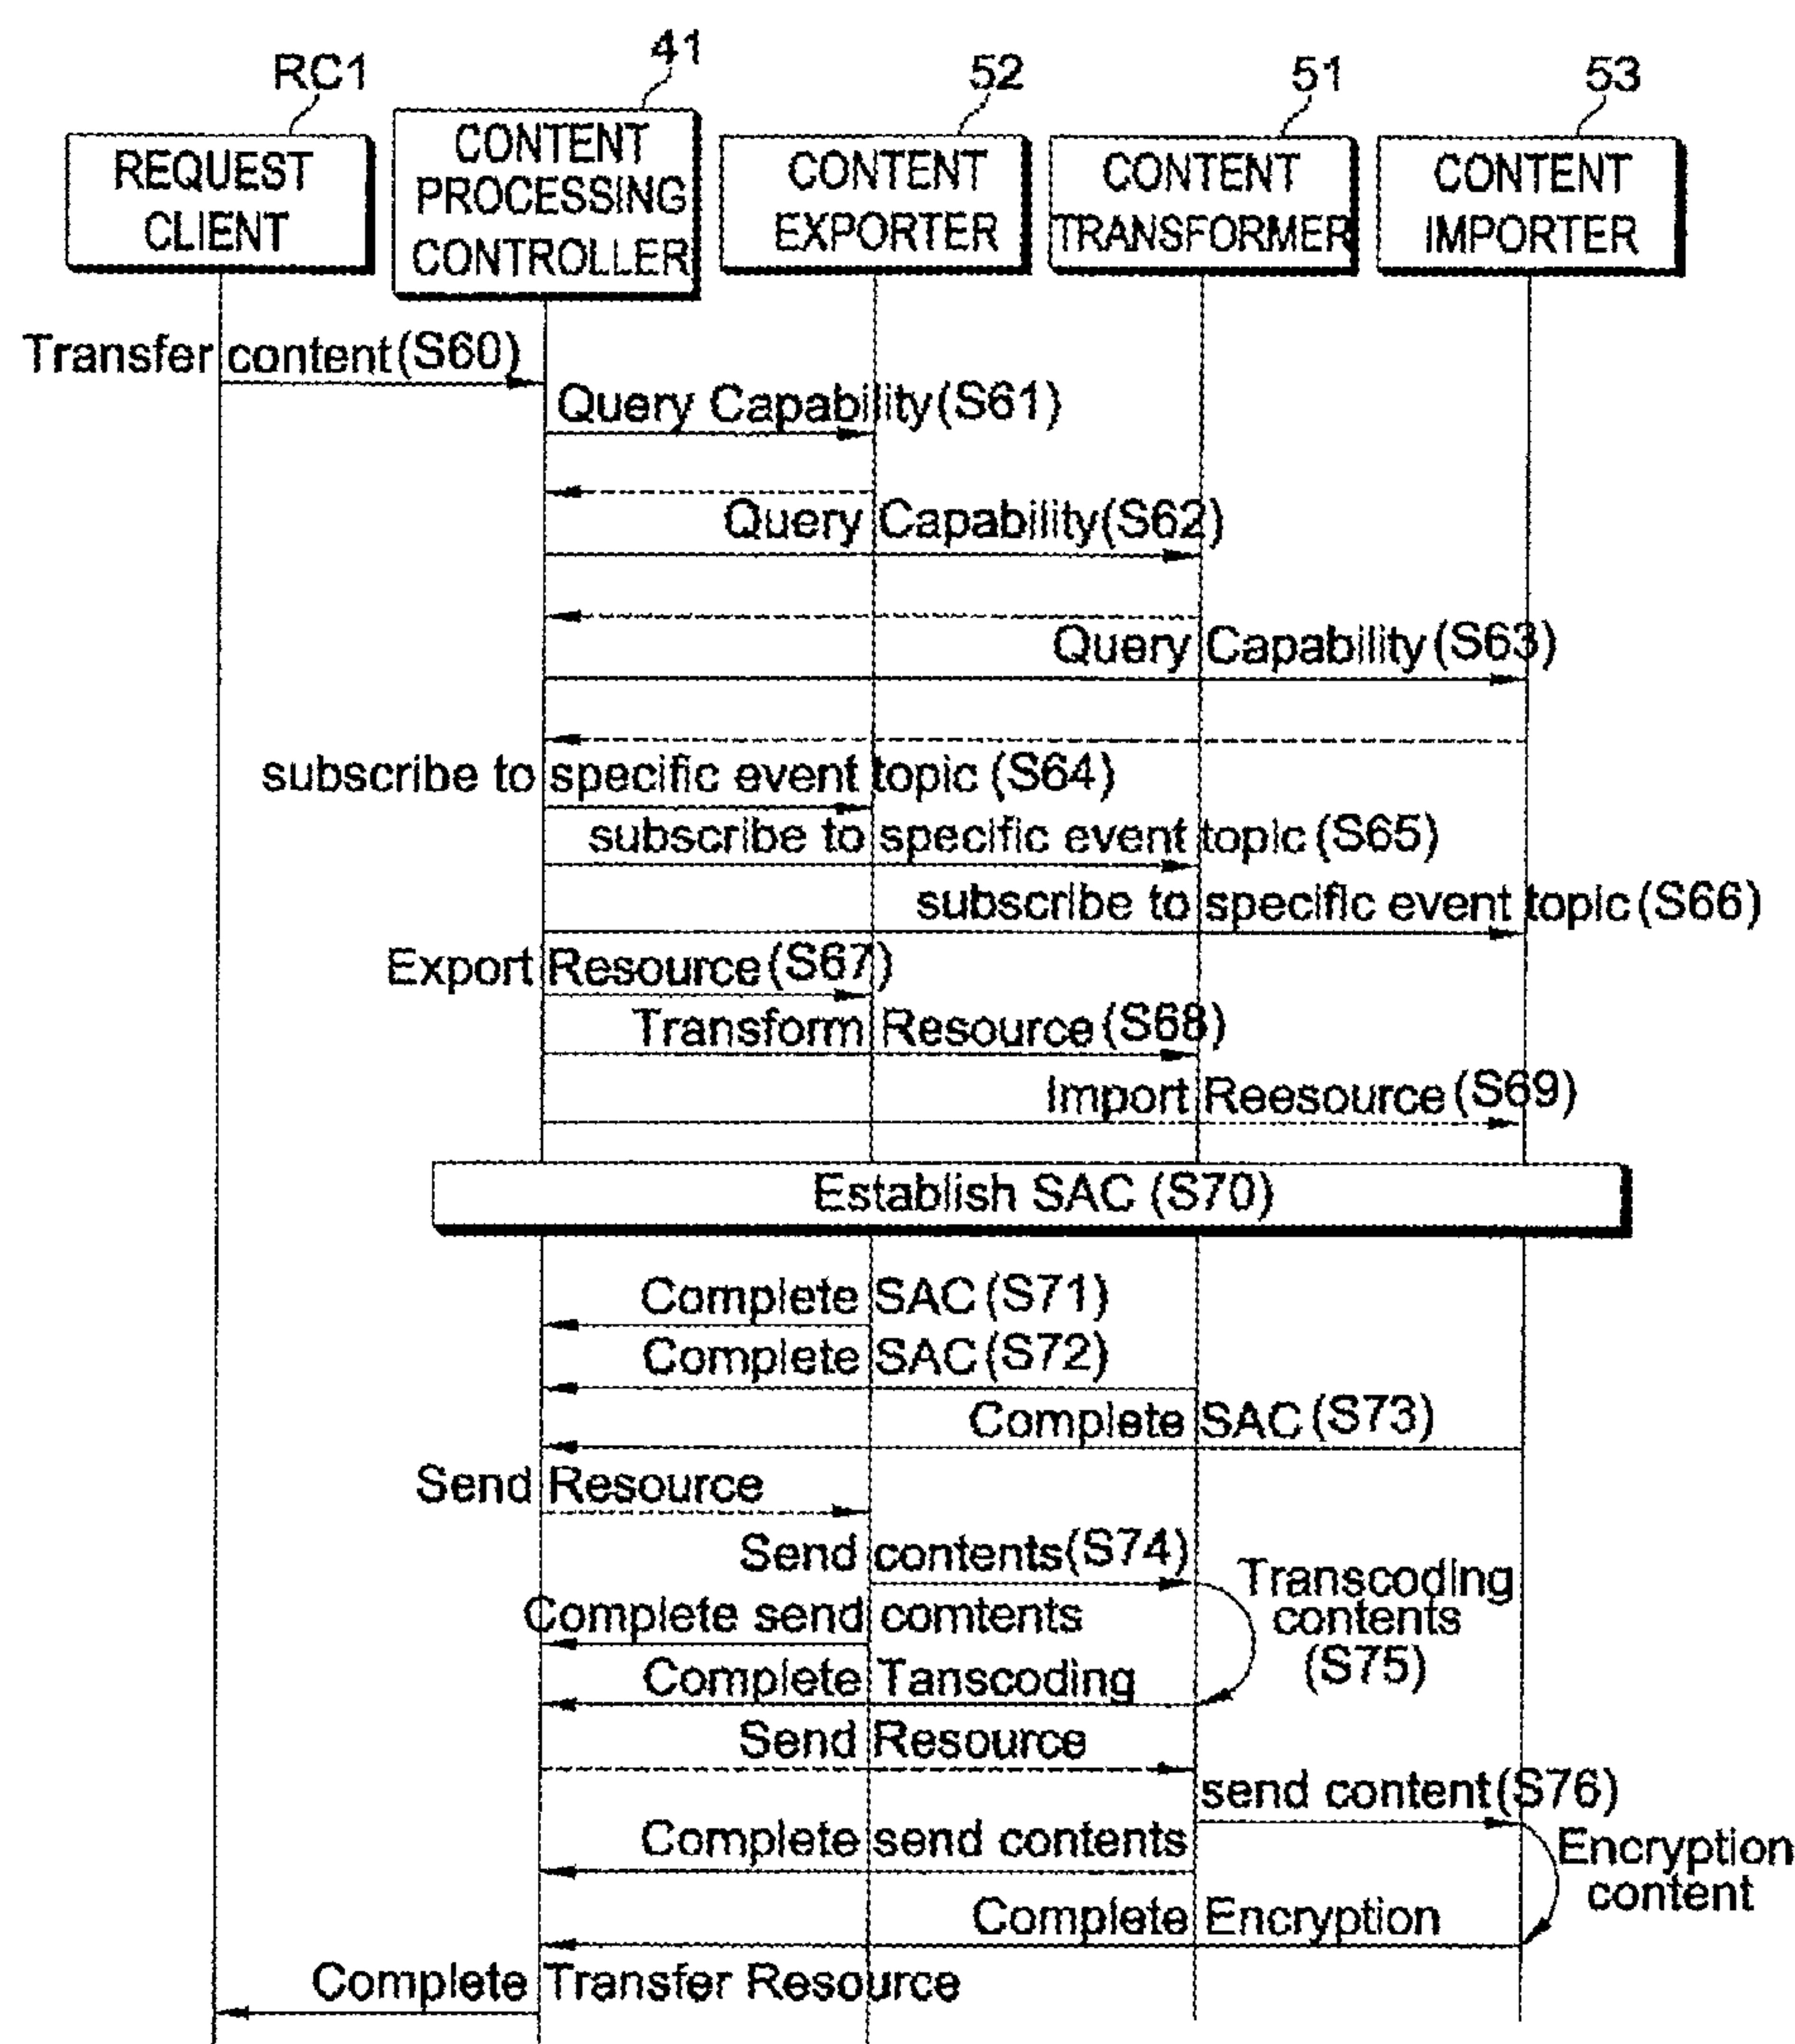 RC1
41
52
51
53
REQUEST
CLIENT
CONTENT
PROCESSING
CONTROLLER
CONTENT
EXPORTER
CONTENT
TRANSFORMER
CONTENT
IMPORTER
Transfer content(S60)
Query Capability(S61)
Query Capability(S62)
Query Capability(S63)
subscribe to specific event topic (S64)
subscribe to specific event topic (S65)
subscribe to specific event topic (S66)
Export Resource(S67)
Transform Resource(S68)
Import Reesource(S69)
Establish SAC (S70)
Complete SAC (S71)
Complete SAC (S72)
Complete SAC (S73)
Send Resource
Send contents(S74)
Transcoding
contents
(S75)
Complete send comtents
Complete Tanscoding
Send Resource
send content(S76)
Complete send contents
Encryption
content
Complete Encryption
Complete Transfer Resource